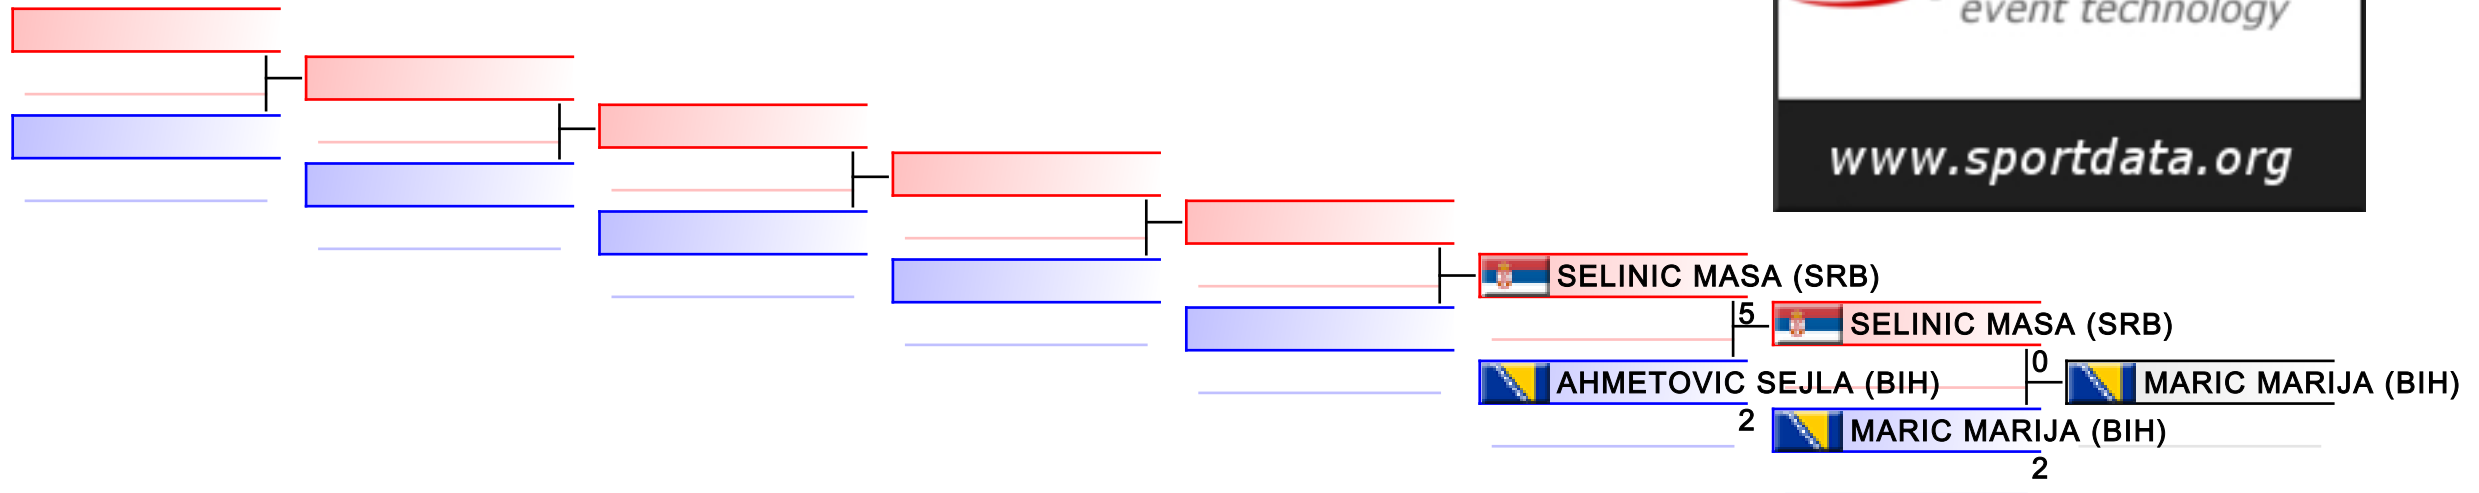 event technology
www.sportdata.org
SELINIC MASA (SRB)
5
SELINIC MASA (SRB)
0
AHMETOVIC SEJLA (BIH)
MARIC MARIJA (BIH)
2
MARIC MARIJA (BIH)
2